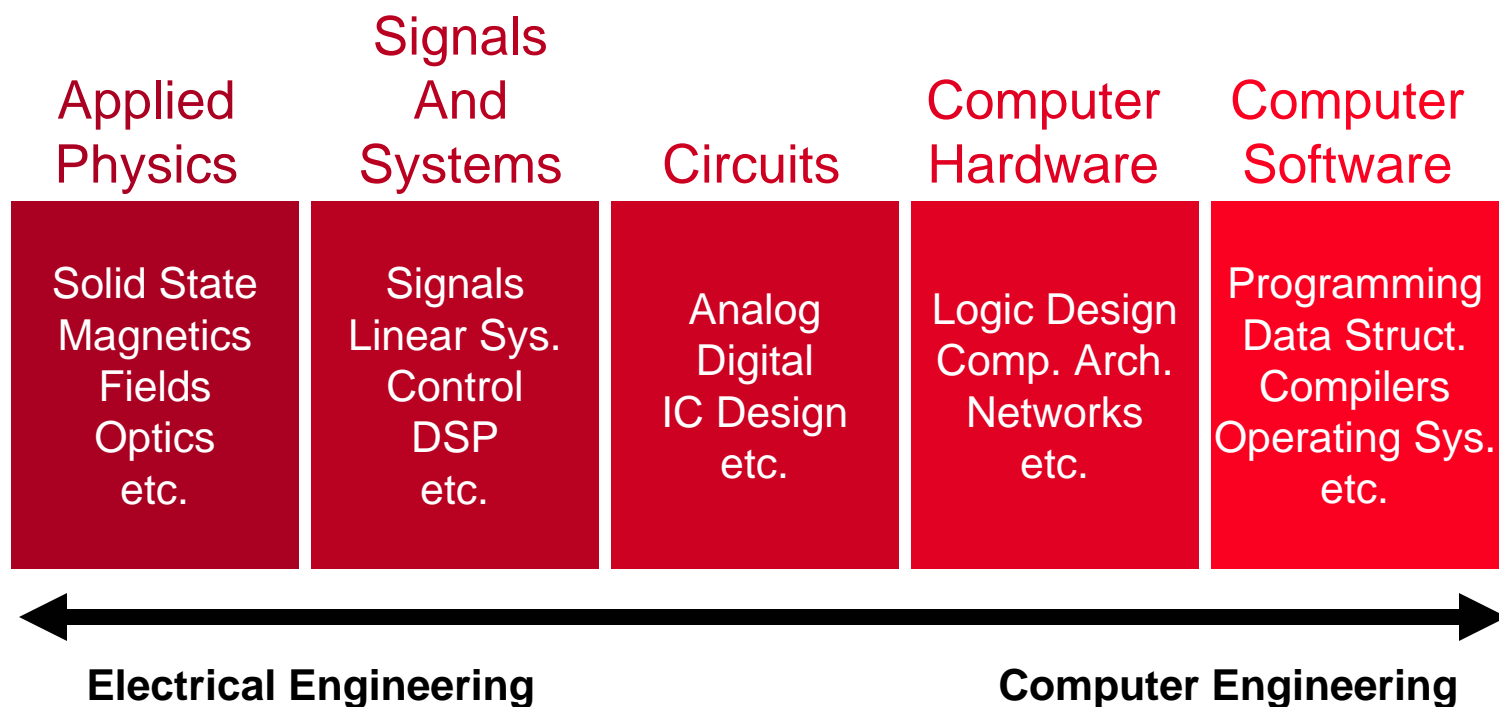 Applied
Physics
Signals
And
Systems
Circuits
Computer
Hardware
Computer
Software
Solid State
Magnetics
Fields
Optics
etc.
Signals
Linear Sys.
Control
DSP
etc.
Analog
Digital
IC Design
etc.
Logic Design
Comp. Arch.
Networks
etc.
Programming
Data Struct.
Compilers
Operating Sys.
etc.
Electrical Engineering
Computer Engineering